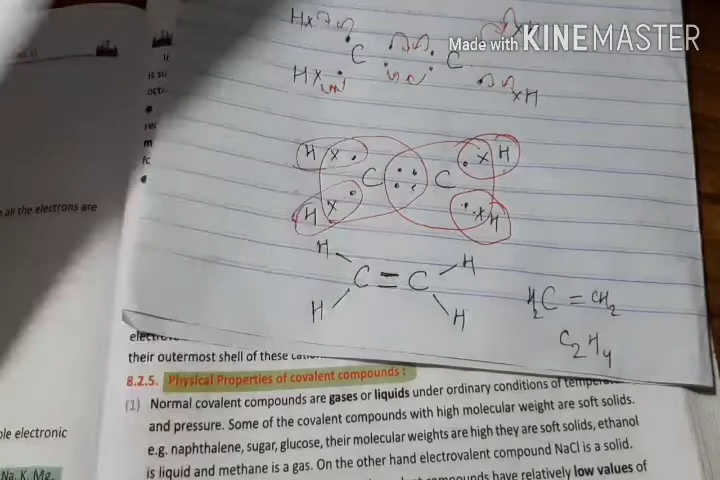 Made with KINEMASTER
H x
C C
H x xH
H x . : : . x H
C C
H x . : : . x H
H H
C = C
H H
H₂C = CH₂
C₂H₄
all the electrons are
their outermost shell of these
8.2.5. Physical Properties of covalent compounds :
(1) Normal covalent compounds are gases or liquids under ordinary conditions of
and pressure. Some of the covalent compounds with high molecular weight are soft solids.
e.g. naphthalene, sugar, glucose, their molecular weights are high they are soft solids, ethanol
ole electronic
is liquid and methane is a gas. On the other hand electrovalent compound NaCl is a solid.
Na, K, Mg,
compounds have relatively low values of